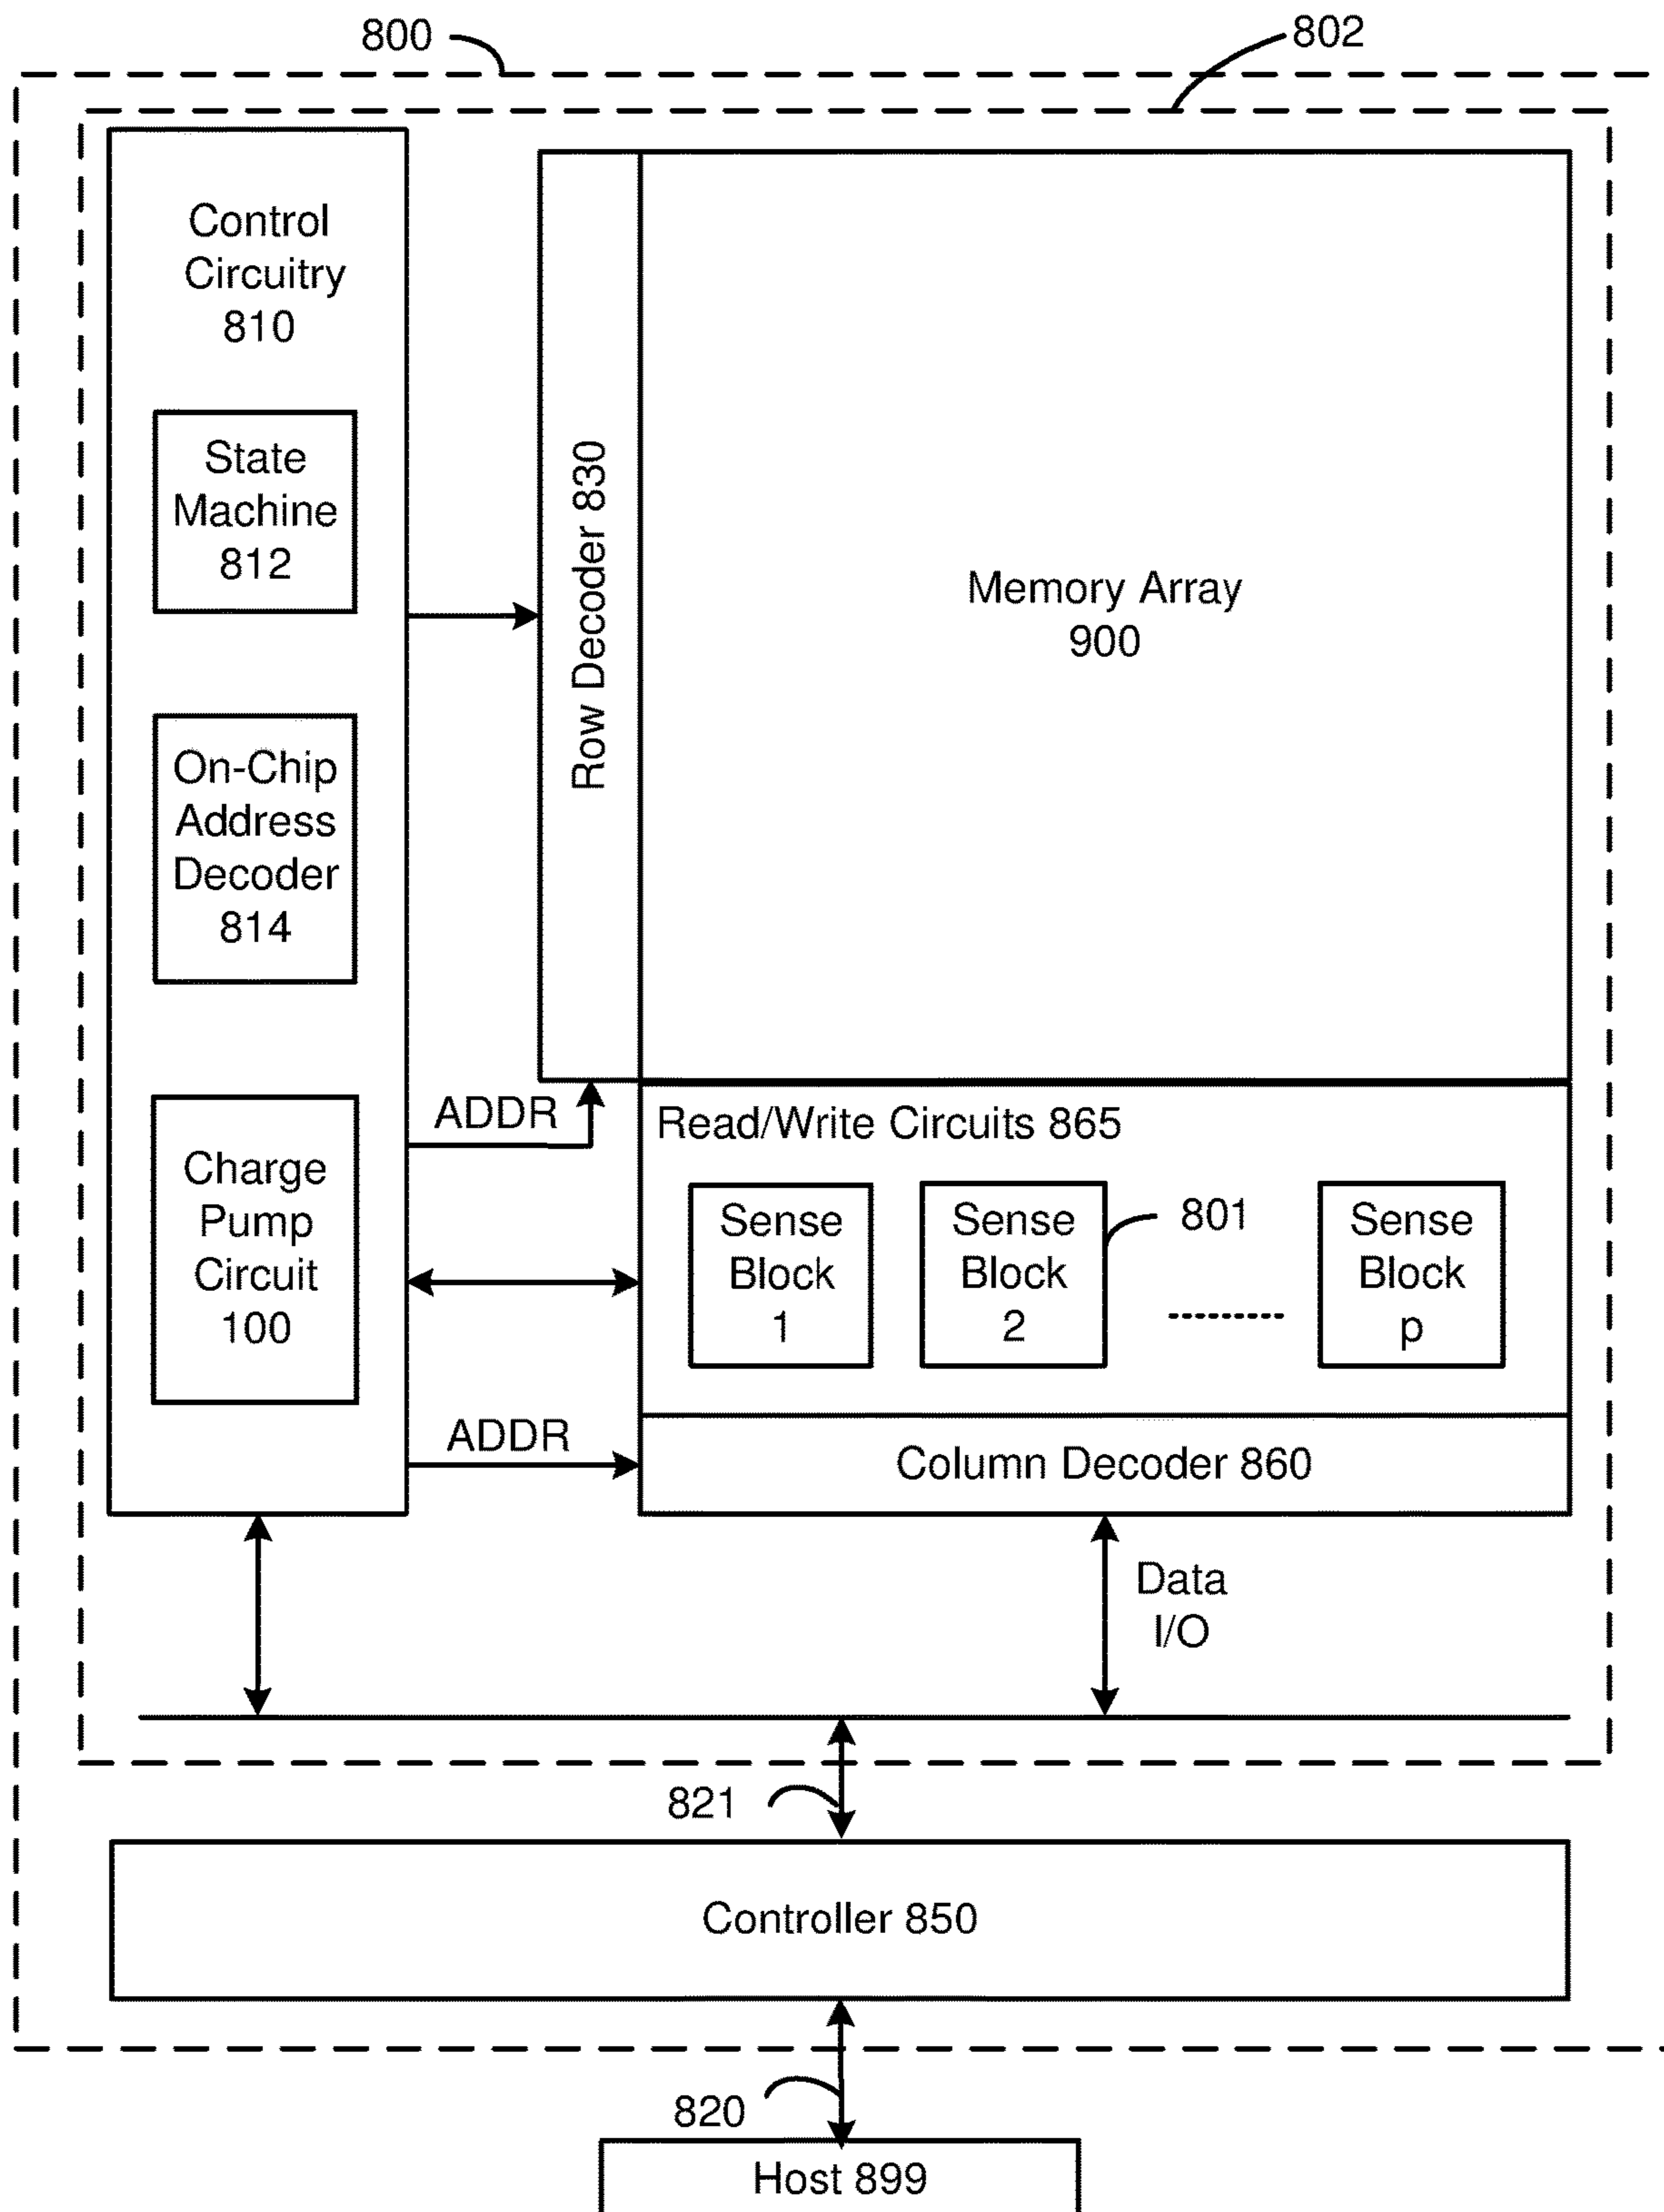 800
802
Control
Circuitry
810
State
Machine
812
On-Chip
Address
Decoder
814
Charge
Pump
Circuit
100
Row Decoder 830
Memory Array
900
ADDR
Read/Write Circuits 865
Sense
Block
1
Sense
Block
2
801
Sense
Block
p
ADDR
Column Decoder 860
Data
I/O
821
Controller 850
820
Host 899